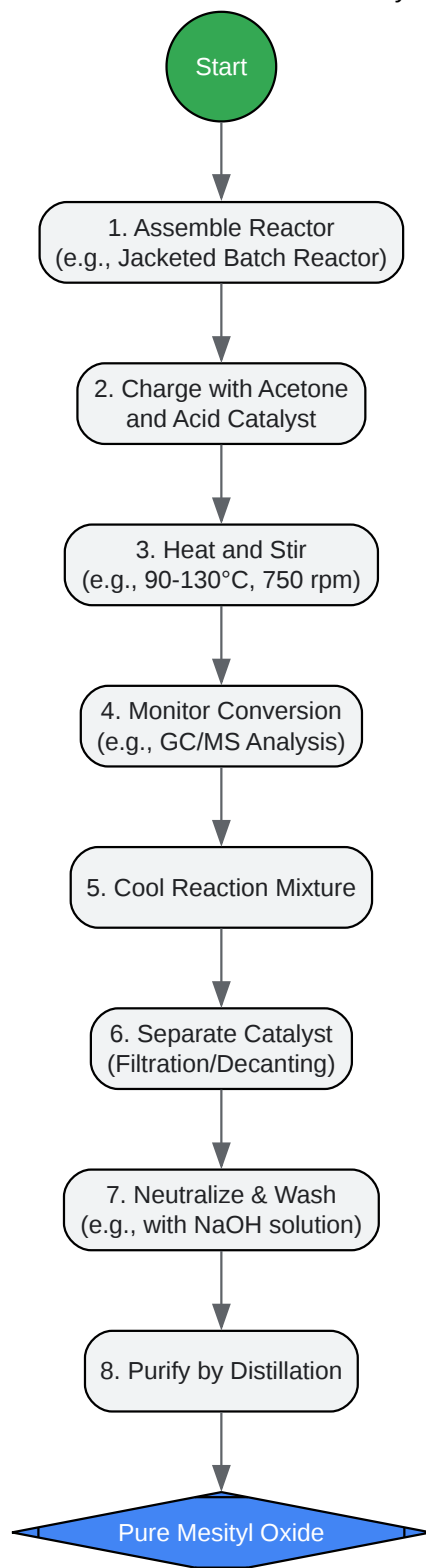 Start
1. Assemble Reactor
(e.g., Jacketed Batch Reactor)
2. Charge with Acetone
and Acid Catalyst
3. Heat and Stir
(e.g., 90-130°C, 750 rpm)
4. Monitor Conversion
(e.g., GC/MS Analysis)
5. Cool Reaction Mixture
6. Separate Catalyst
(Filtration/Decanting)
7. Neutralize & Wash
(e.g., with NaOH solution)
8. Purify by Distillation
Pure Mesityl Oxide